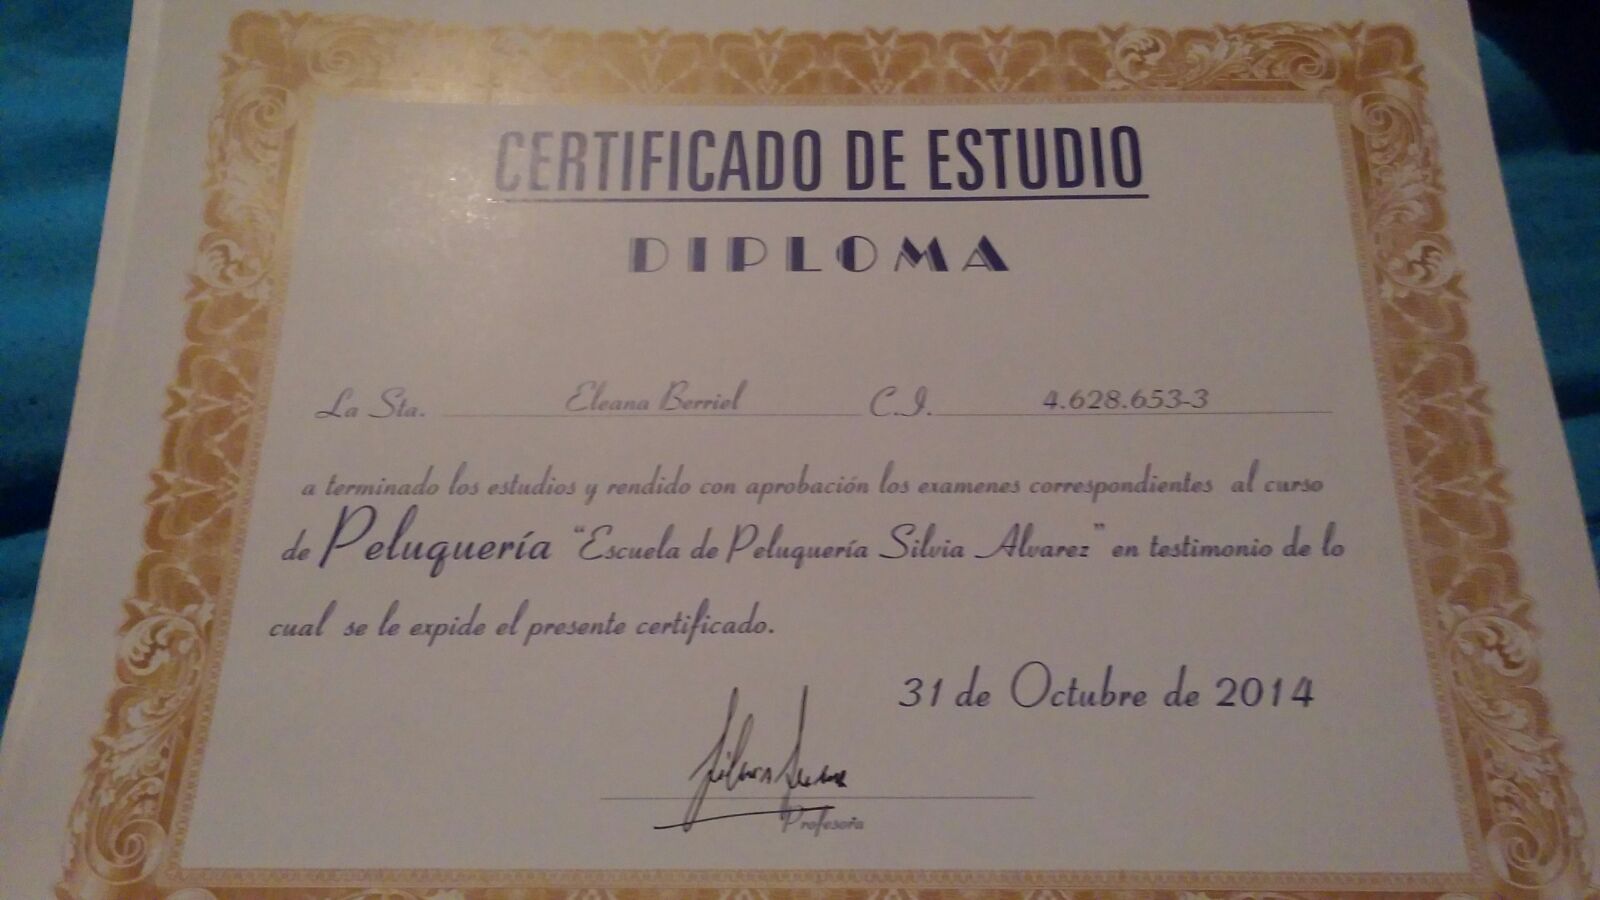 CERTIFICADO DE ESTUDIO
DIPLOMA
La Sta. Eleana Berriel C.I. 4.628.653-3
a terminado los estudios y rendido con aprobación los examenes correspondientes al curso
de Peluquería "Escuela de Peluquería Silvia Alvarez" en testimonio de lo
cual se le expide el presente certificado.
31 de Octubre de 2014
Profesora